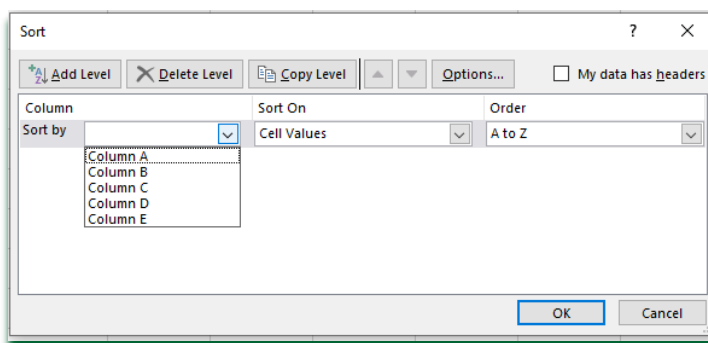 Sort ? X
Add Level Delete Level Copy Level Options... My data has headers
Column Sort On Order
Sort by Cell Values A to Z
Column A
Column B
Column C
Column D
Column E
OK Cancel